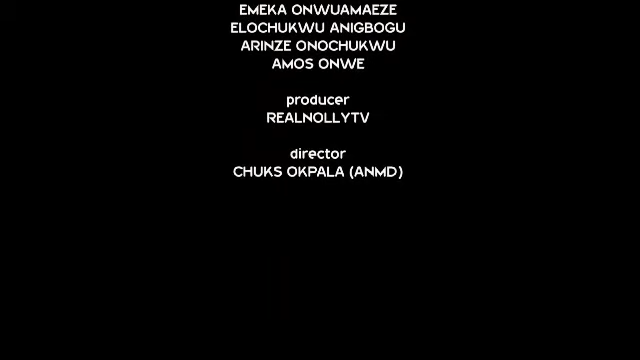 EMEKA ONWUAMAEZE
ELOCHUKWU ANIGBOGU
ARINZE ONOCHUKWU
AMOS ONWE
producer
REALNOLLYTV
director
CHUKS OKPALA (ANMD)